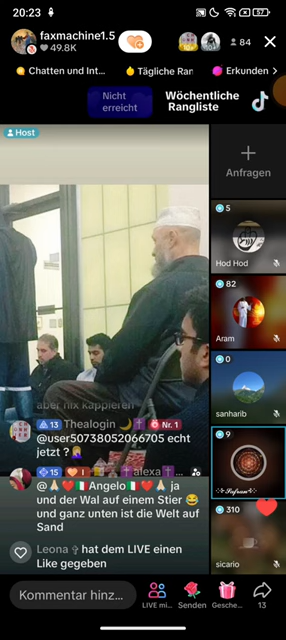 20:23
57
faxmachine1.5
49.8K
84
Chatten und Int...
Tägliche Ran
Erkunden
Nicht erreicht
Wöchentliche Rangliste
Host
Anfragen
5
Hod Hod
82
Aram
0
sanharib
9
310
sicario
aber nix kapieren
13 Thealogin 🌙✝️ Nr. 1
@user50738052066705 echt
jetzt ? 🤦‍♀️
15 1 alexa ✝️ ...
@🙏🏻❤️🇮🇹Angelo🇮🇹❤️🙏🏻 ja
und der Wal auf einem Stier 😂
und ganz unten ist die Welt auf
Sand
Leona ✞ hat dem LIVE einen
Like gegeben
Kommentar hinz...
LIVE mi...
Senden
Gesche...
13